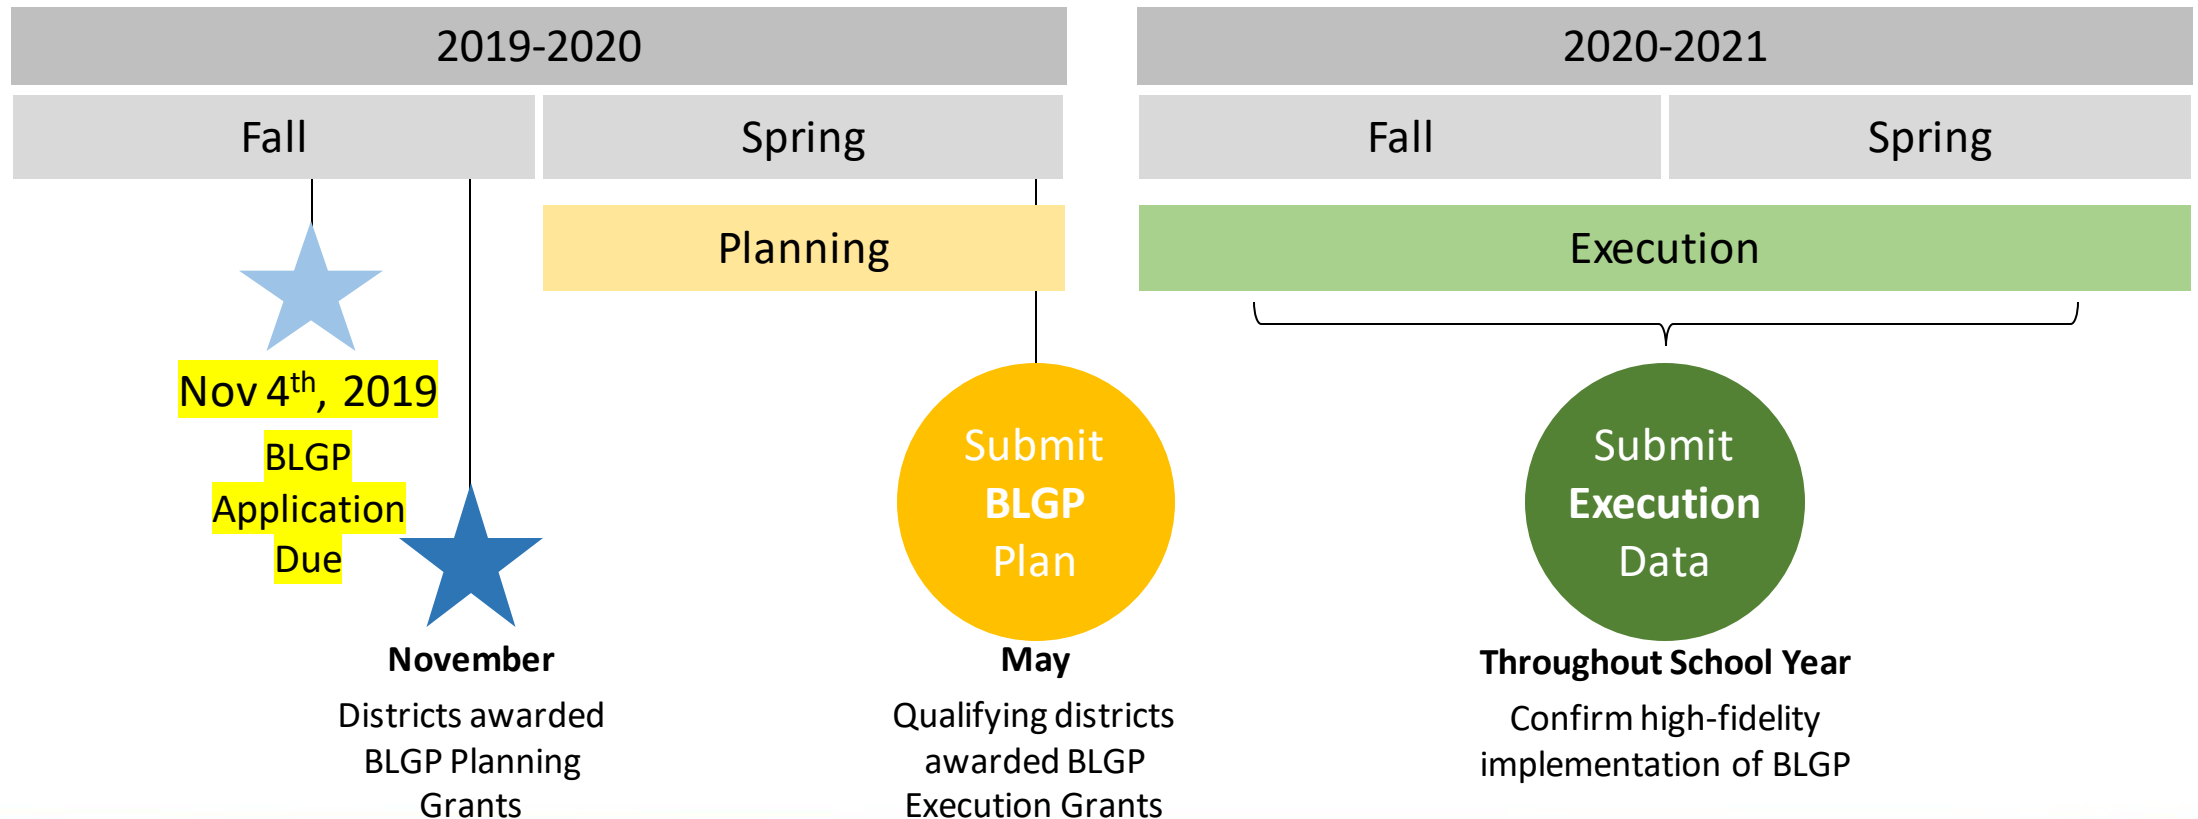 2019-2020
2020-2021
Fall
Spring
Fall
Spring
Planning
Execution
Nov 4th, 2019
BLGP
Application
Due
Submit
BLGP
Plan
Submit
Execution
Data
November
Districts awarded
BLGP Planning
Grants
May
Qualifying districts
awarded BLGP
Execution Grants
Throughout School Year
Confirm high-fidelity
implementation of BLGP